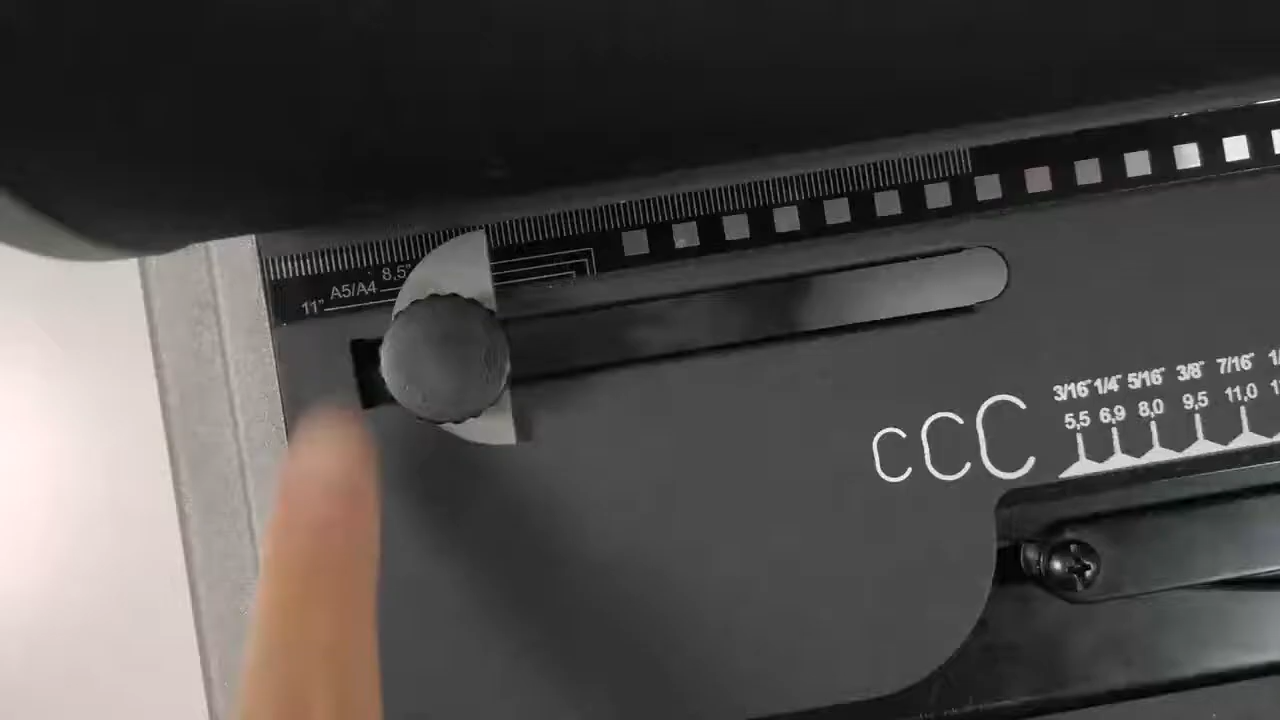 8,5"
A5/A4
11"
3/16" 1/4" 5/16" 3/8" 7/16"
5,5 6,9 8,0 9,5 11,0
CCC